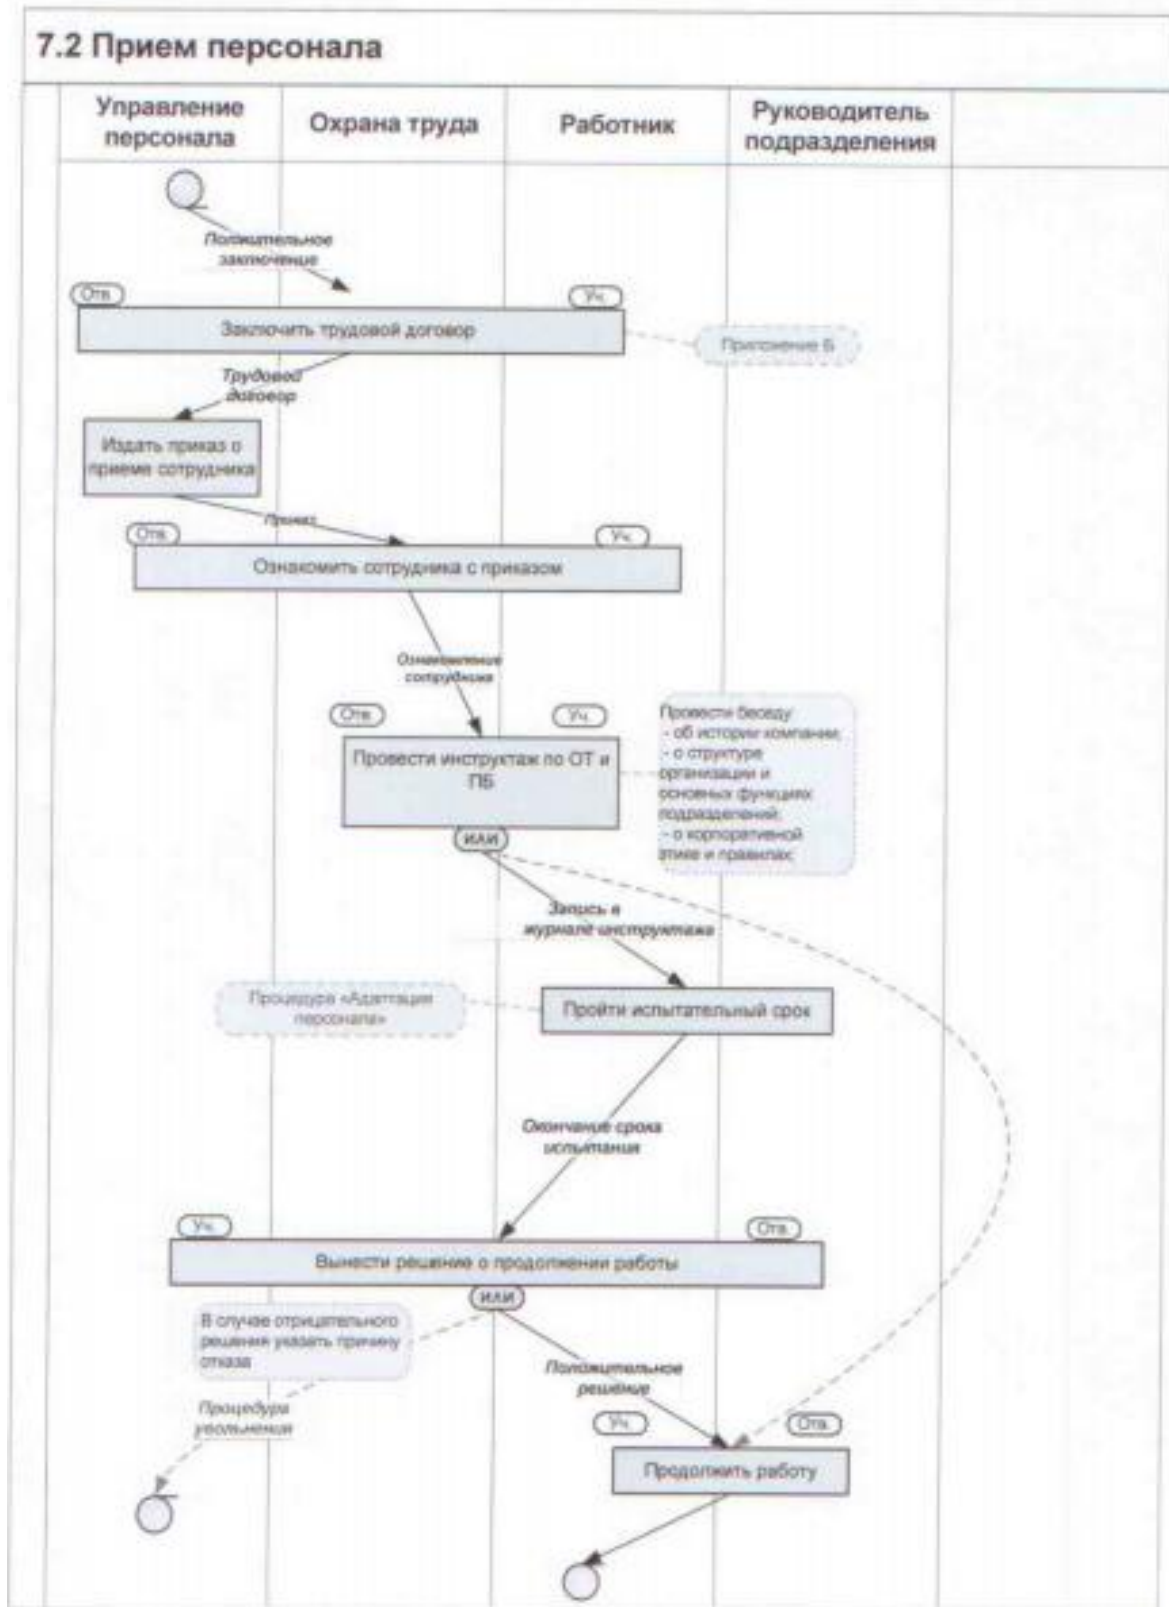 7.2 Прием персонала
Управление
персонала
Охрана труда
Работник
Руководитель
подразделения
Положительное
заключение
Отв.
Уч.
Заключить трудовой договор
Приложение Б
Трудовой
договор
Издать приказ о
приеме сотрудника
Приказ
Отв.
Уч.
Ознакомить сотрудника с приказом
Ознакомление
сотрудника
Отв.
Уч.
Провести инструктаж по ОТ и
ПБ
Провести беседу
- об истории компании;
- о структуре
организации и
основных функциях
подразделений;
- о корпоративной
этике и правилах;
ИЛИ
Запись в
журнале инструктажа
Процедура «Адаптация
персонала»
Пройти испытательный срок
Окончание срока
испытания
Уч.
Отв.
Вынести решение о продолжении работы
ИЛИ
В случае отрицательного
решения указать причину
отказа
Положительное
решение
Процедура
увольнения
Уч.
Отв.
Продолжить работу